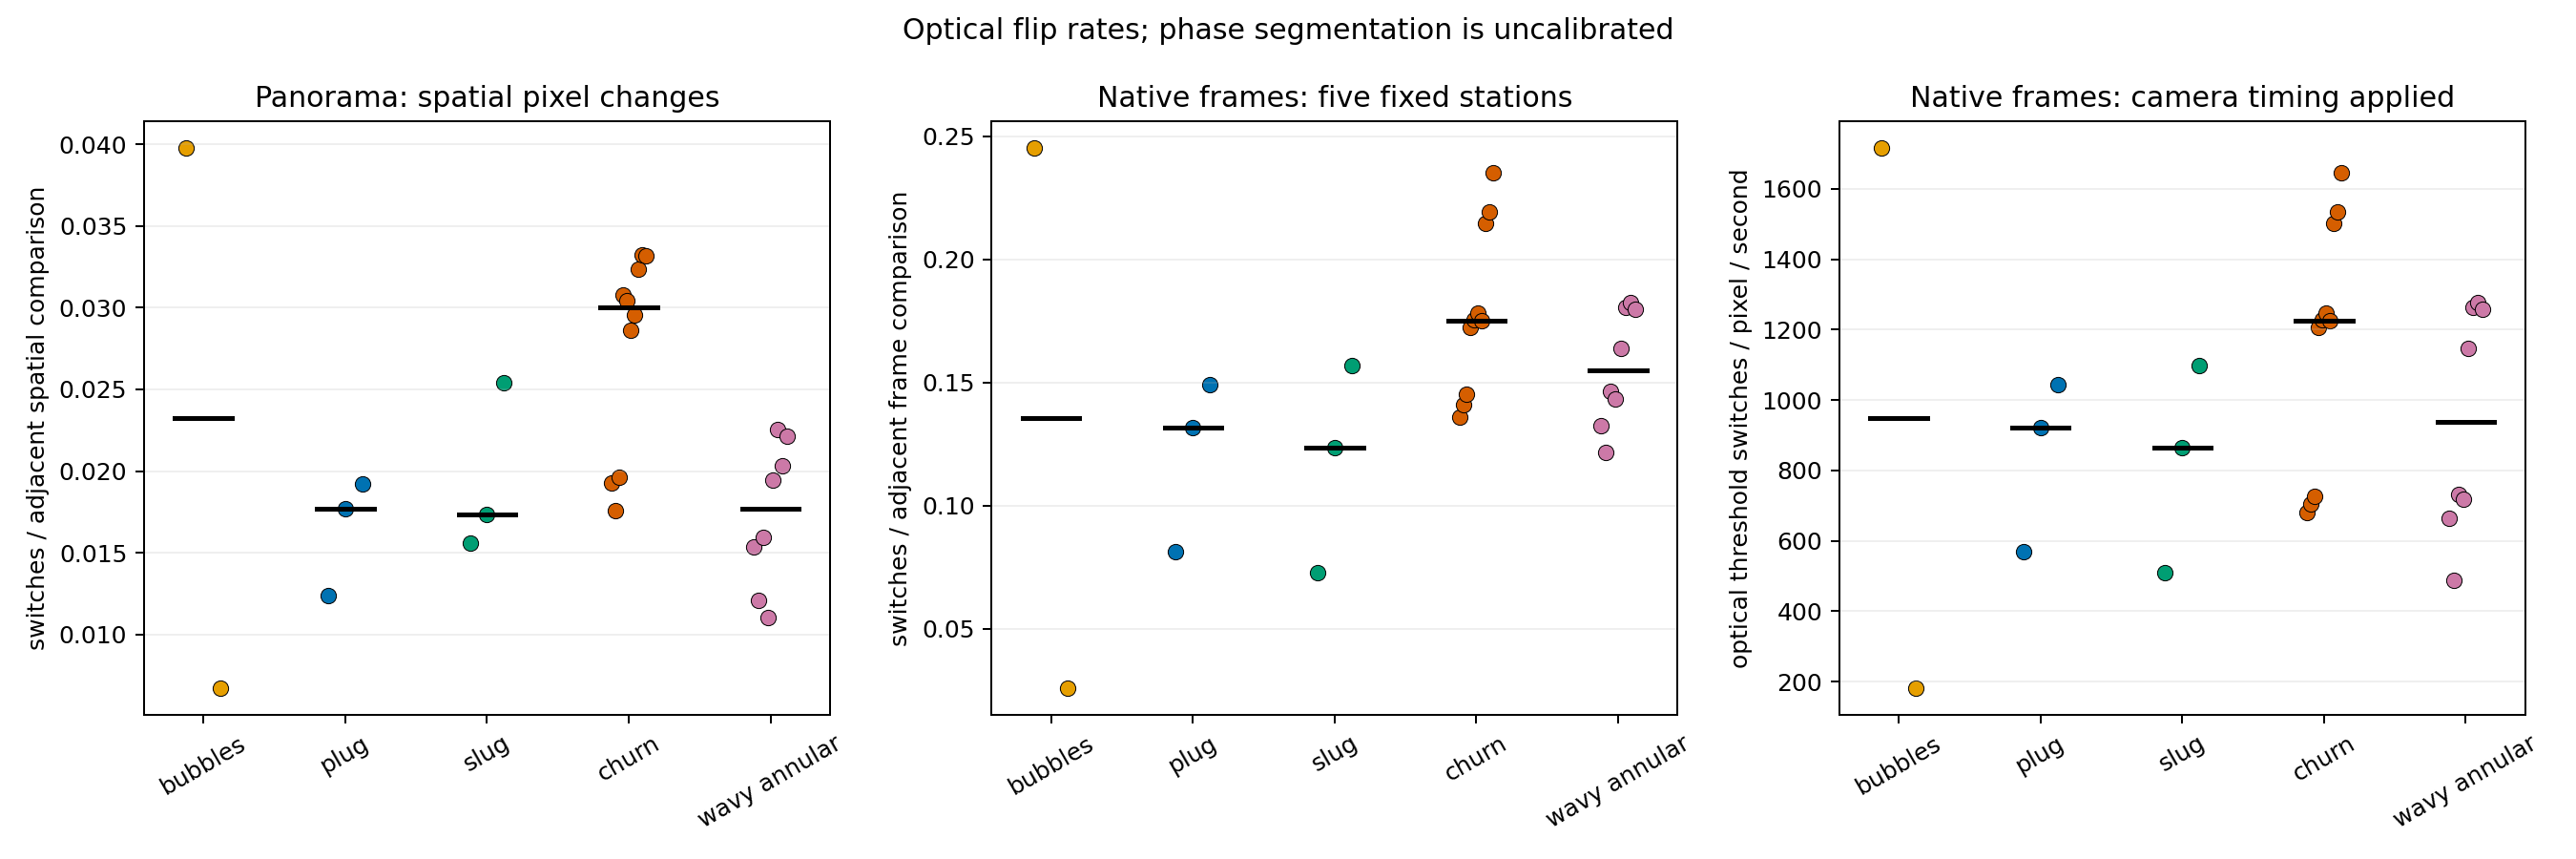 Optical flip rates; phase segmentation is uncalibrated
Panorama: spatial pixel changes
switches / adjacent spatial comparison
0.040
0.035
0.030
0.025
0.020
0.015
0.010
bubbles
plug
slug
churn
wavy annular
Native frames: five fixed stations
switches / adjacent frame comparison
0.25
0.20
0.15
0.10
0.05
bubbles
plug
slug
churn
wavy annular
Native frames: camera timing applied
optical threshold switches / pixel / second
1600
1400
1200
1000
800
600
400
200
bubbles
plug
slug
churn
wavy annular